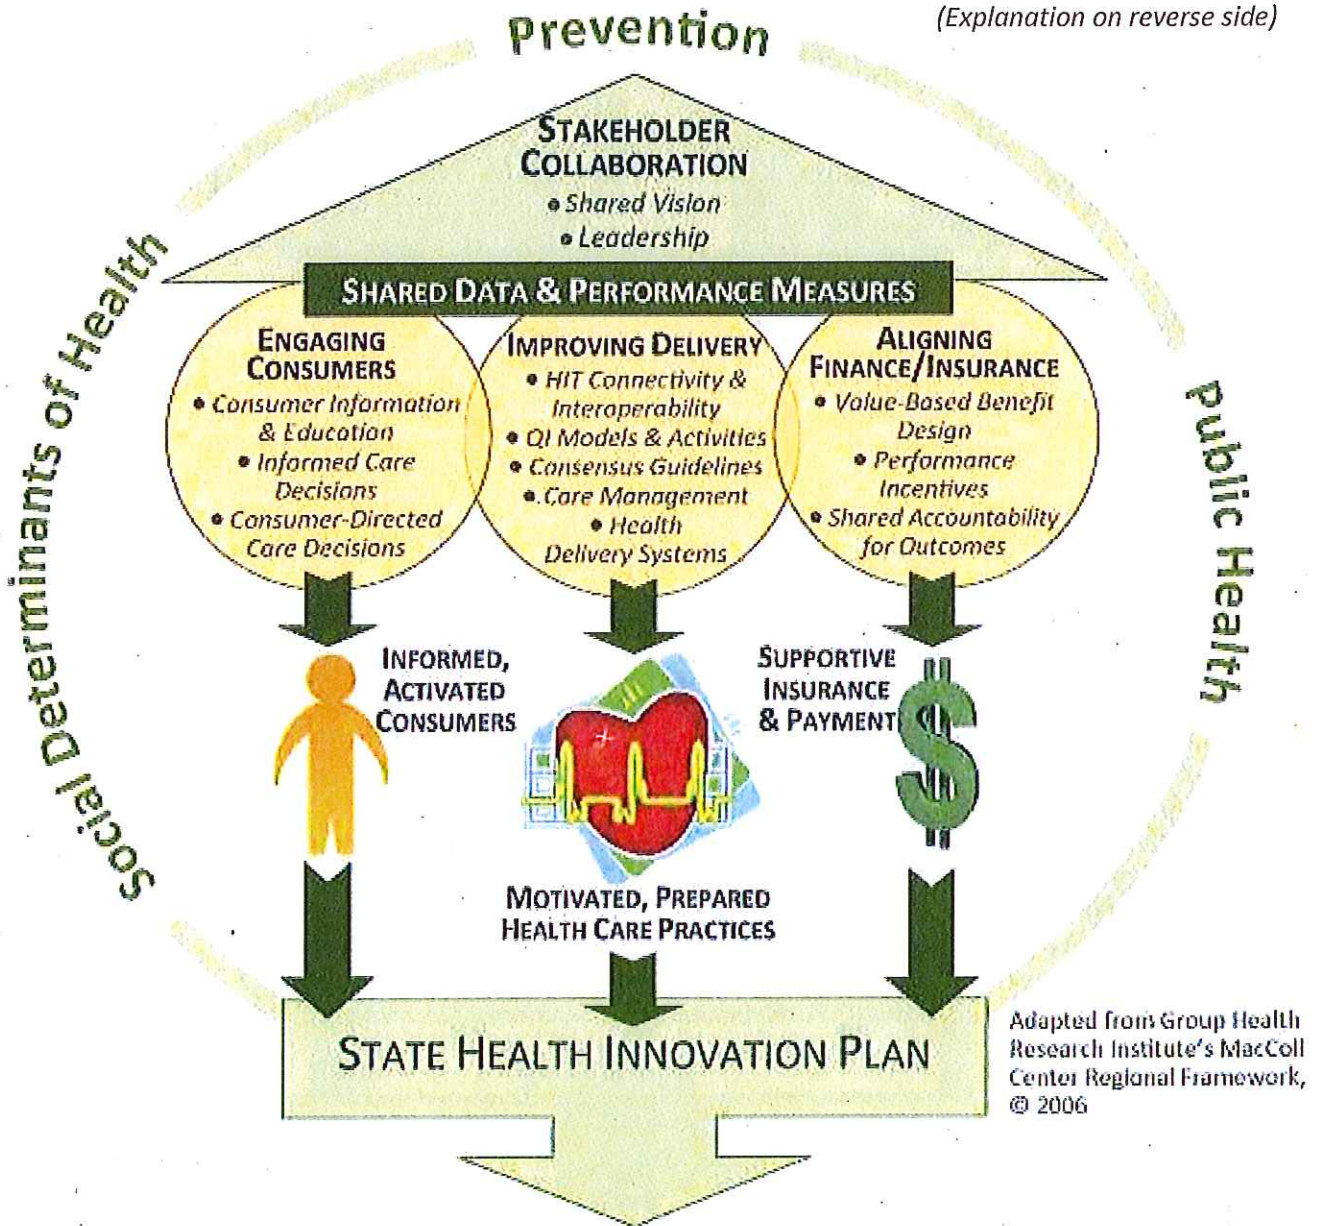 (Explanation on reverse side)
Prevention
Social Determinants of Health
Public Health
STAKEHOLDER
COLLABORATION
• Shared Vision
• Leadership
SHARED DATA & PERFORMANCE MEASURES
ENGAGING
CONSUMERS
• Consumer Information
& Education
• Informed Care
Decisions
• Consumer-Directed
Care Decisions
IMPROVING DELIVERY
• HIT Connectivity &
Interoperability
• QI Models & Activities
• Consensus Guidelines
• Care Management
• Health
Delivery Systems
ALIGNING
FINANCE/INSURANCE
• Value-Based Benefit
Design
• Performance
Incentives
• Shared Accountability
for Outcomes
INFORMED,
ACTIVATED
CONSUMERS
MOTIVATED, PREPARED
HEALTH CARE PRACTICES
SUPPORTIVE
INSURANCE
& PAYMENT
$
STATE HEALTH INNOVATION PLAN
Adapted from Group Health
Research Institute's MacColl
Center Regional Framework,
© 2006